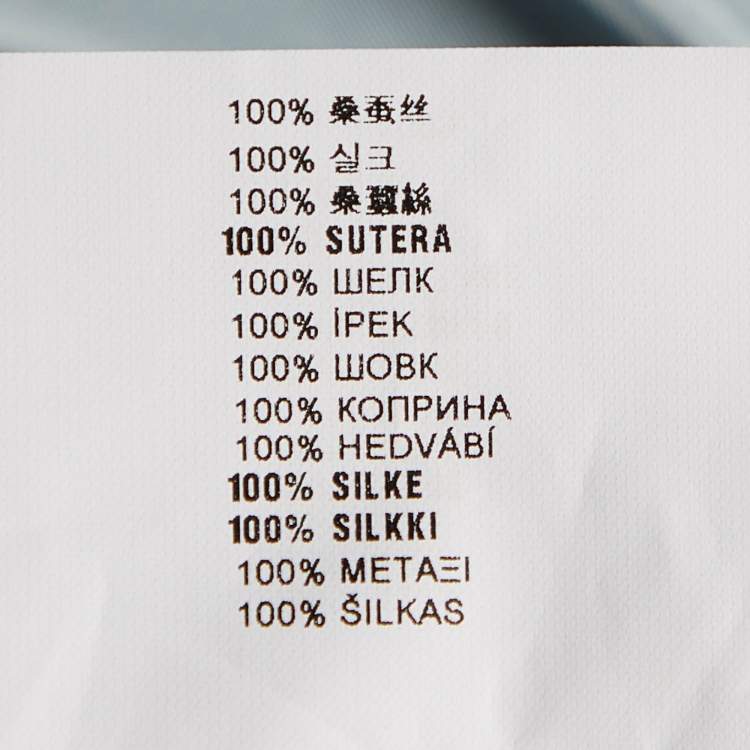 100% 桑蚕丝
100% 실크
100% 桑蠶絲
100% SUTERA
100% ШЕЛК
100% İPEK
100% ШОВК
100% КОПРИНА
100% HEDVÁBÍ
100% SILKE
100% SILKKI
100% ΜΕΤΑΞΙ
100% ŠILKAS